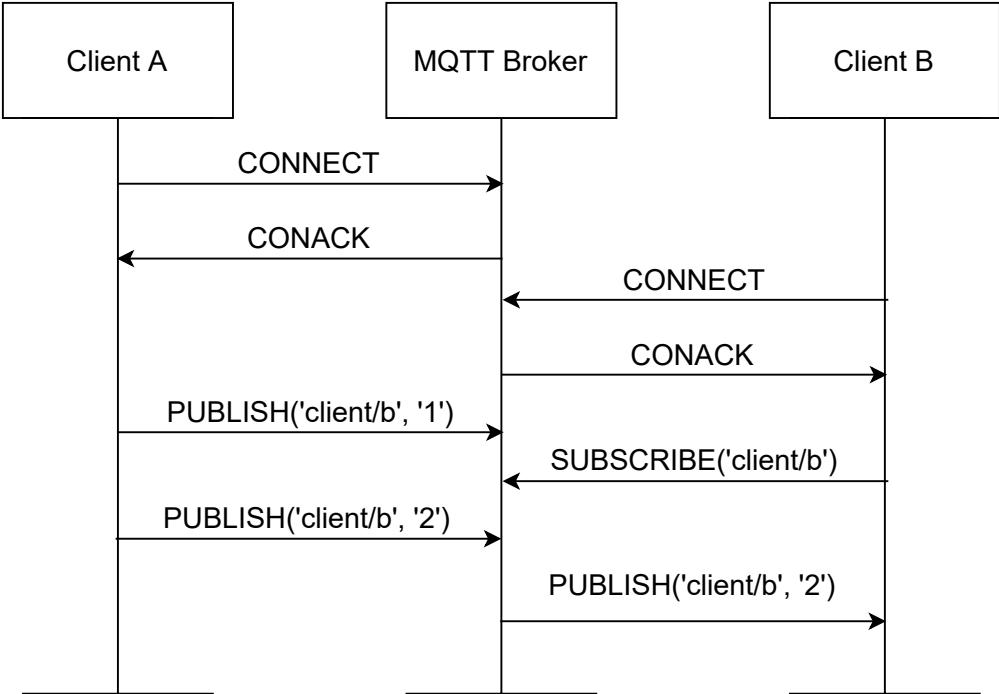 Client A
MQTT Broker
Client B
CONNECT
CONACK
CONNECT
CONACK
PUBLISH('client/b', '1')
SUBSCRIBE('client/b')
PUBLISH('client/b', '2')
PUBLISH('client/b', '2')